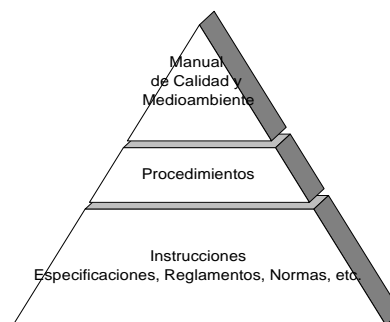 Manual
de Calidad y
Medioambiente
Procedimientos
Instrucciones
Especificaciones, Reglamentos, Normas, etc.